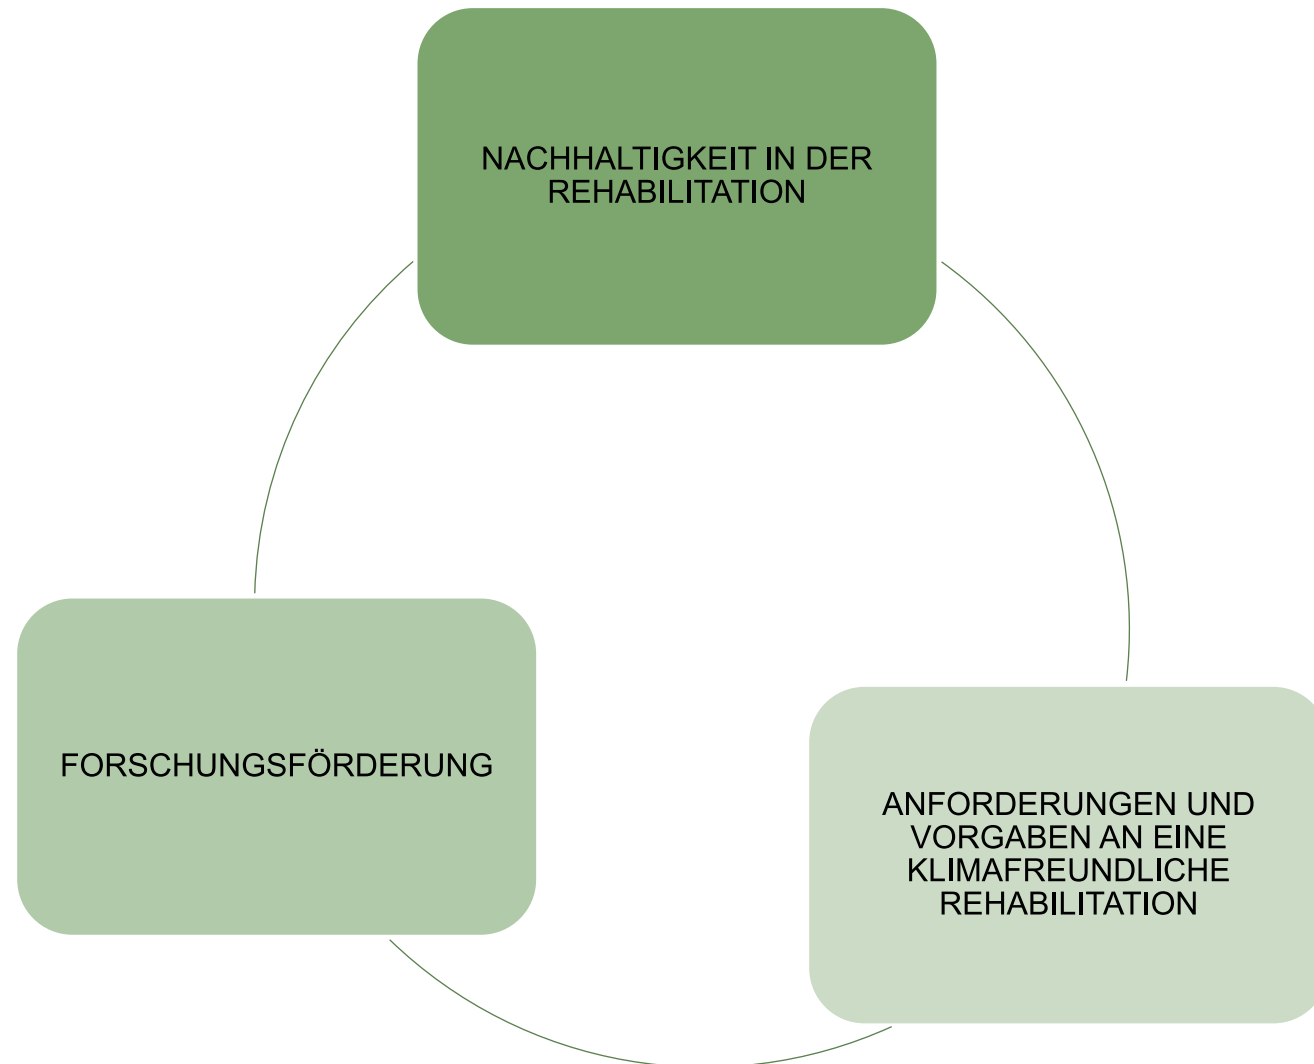 NACHHALTIGKEIT IN DER
REHABILITATION
FORSCHUNGSFÖRDERUNG
ANFORDERUNGEN UND
VORGABEN AN EINE
KLIMAFREUNDLICHE
REHABILITATION